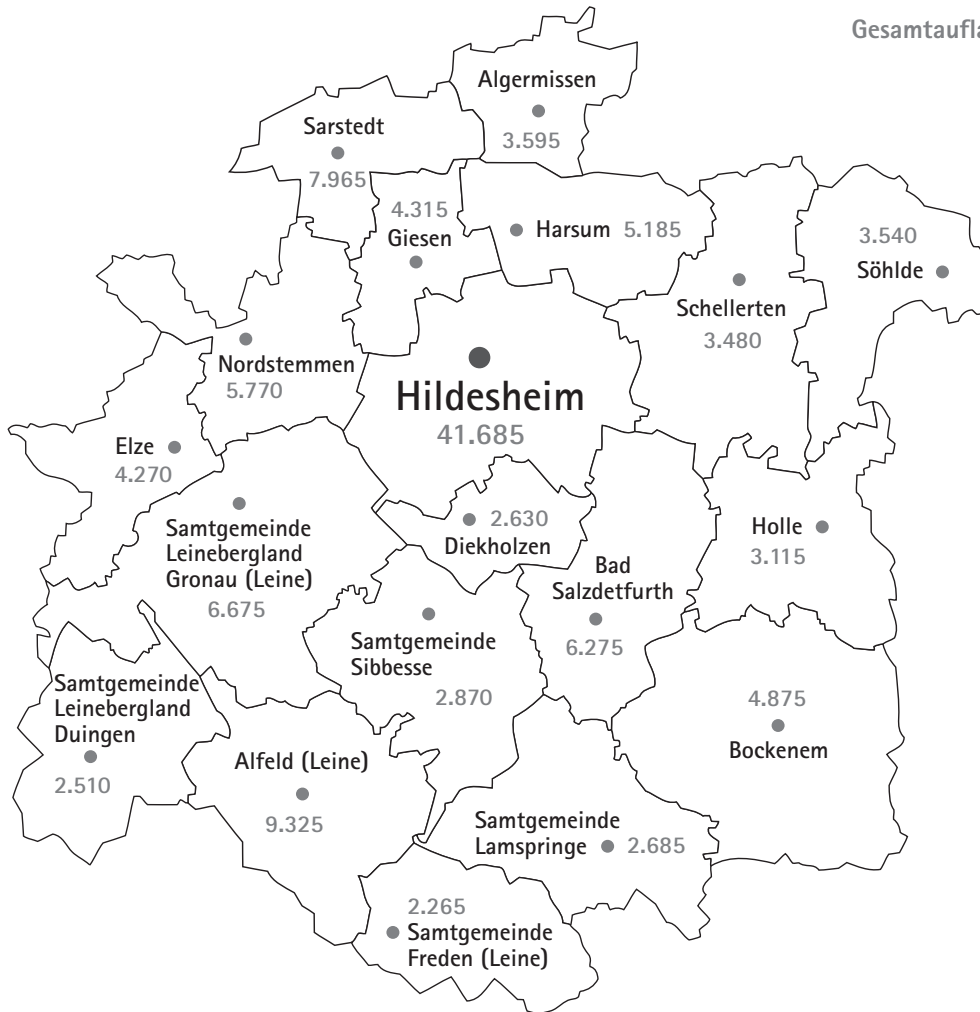 Gesamtaufla
Algermissen
3.595
Sarstedt
7.965
4.315
Giesen
Harsum 5.185
3.540
Söhlde
Schellerten
3.480
Nordstemmen
5.770
Hildesheim
41.685
Elze
4.270
2.630
Diekholzen
Holle
3.115
Samtgemeinde
Leinebergland
Gronau (Leine)
6.675
Bad
Salzdetfurth
6.275
Samtgemeinde
Sibbesse
2.870
Samtgemeinde
Leinebergland
Duingen
2.510
4.875
Bockenem
Alfeld (Leine)
9.325
Samtgemeinde
Lamspringe 2.685
2.265
Samtgemeinde
Freden (Leine)